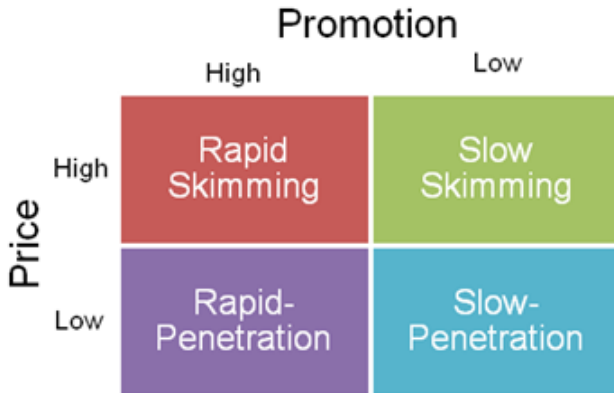 Promotion
High
Low
Price
High
Rapid
Skimming
Slow
Skimming
Low
Rapid-
Penetration
Slow-
Penetration